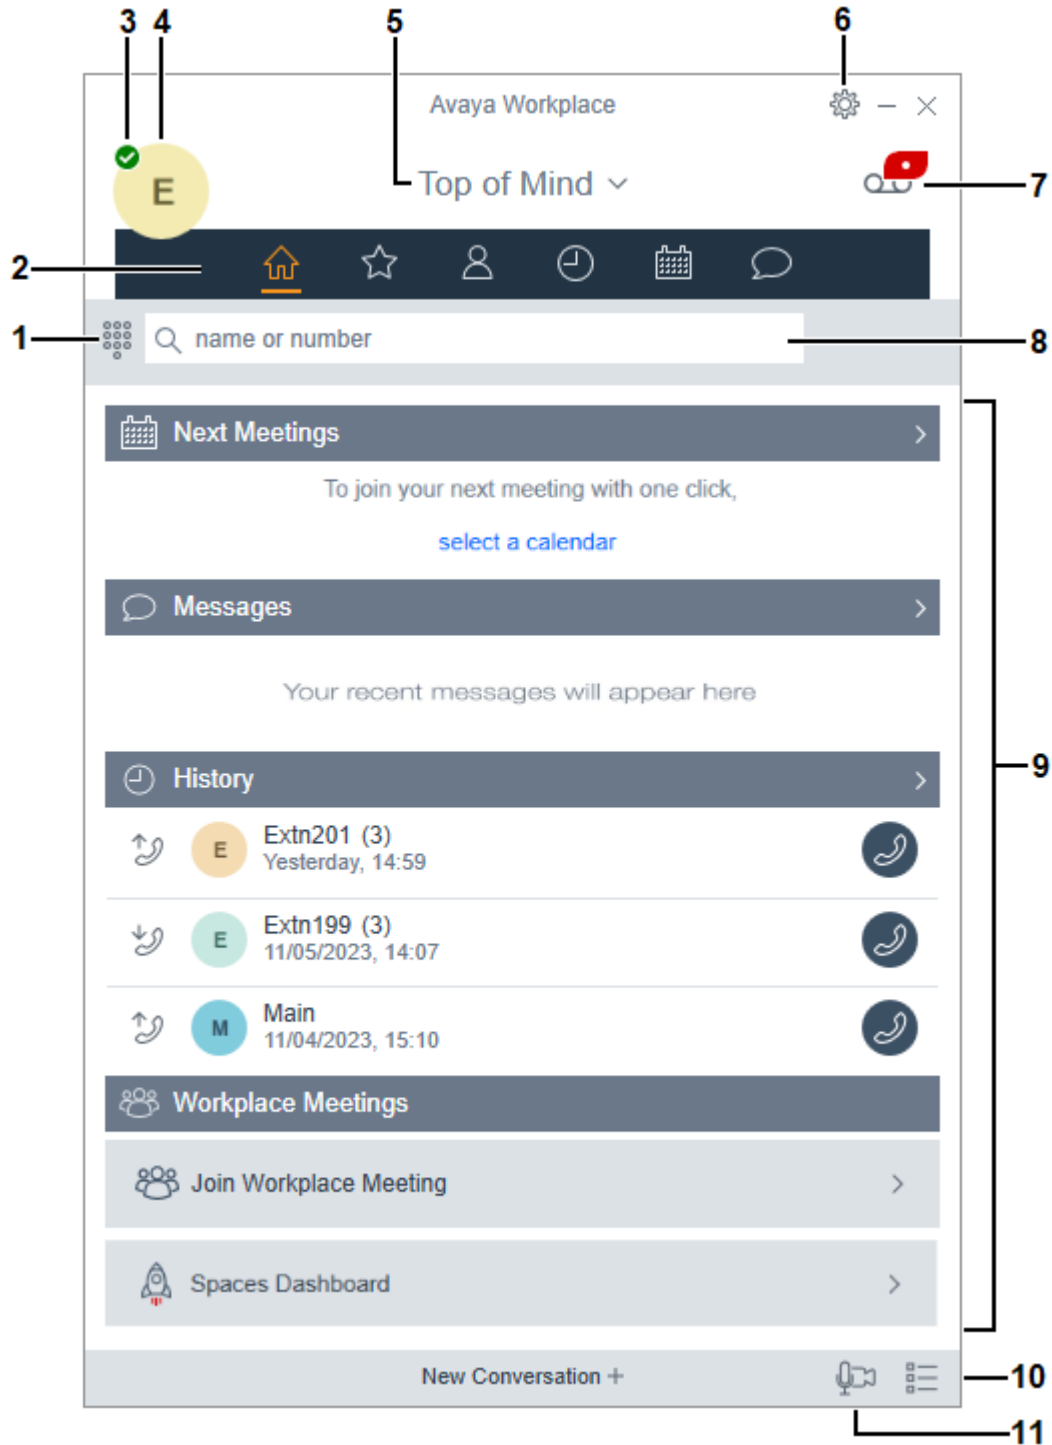 3 4 5 6
Avaya Workplace
E
Top of Mind
7
2
1
name or number
8
Next Meetings
To join your next meeting with one click,
select a calendar
Messages
Your recent messages will appear here
9
History
E
Extn201 (3)
Yesterday, 14:59
E
Extn199 (3)
11/05/2023, 14:07
M
Main
11/04/2023, 15:10
Workplace Meetings
Join Workplace Meeting
Spaces Dashboard
New Conversation +
10
11